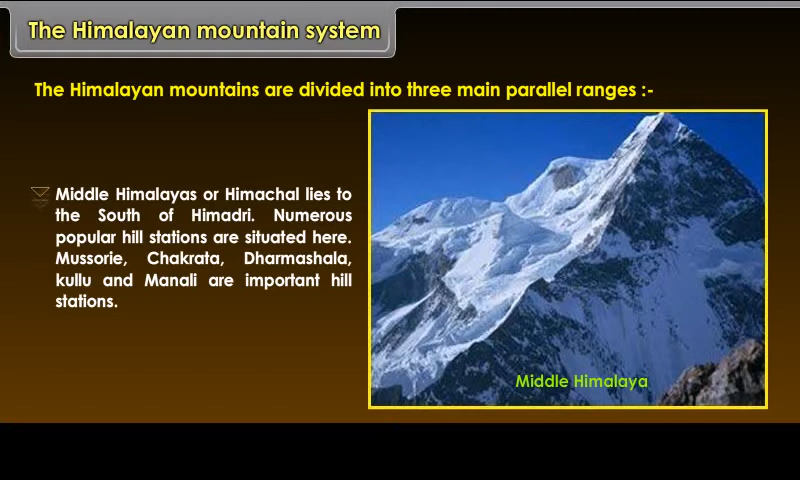 The Himalayan mountain system
The Himalayan mountains are divided into three main parallel ranges :-
Middle Himalayas or Himachal lies to
the South of Himadri. Numerous
popular hill stations are situated here.
Mussorie, Chakrata, Dharmashala,
kullu and Manali are important hill
stations.
Middle Himalaya